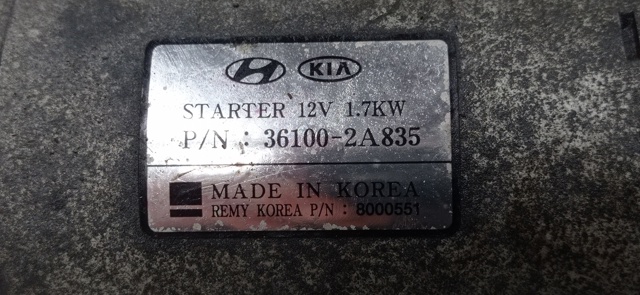 KIA
STARTER 12V 1.7KW
P/N : 36100-2A835
MADE IN KOREA
REMY KOREA P/N : 8000551